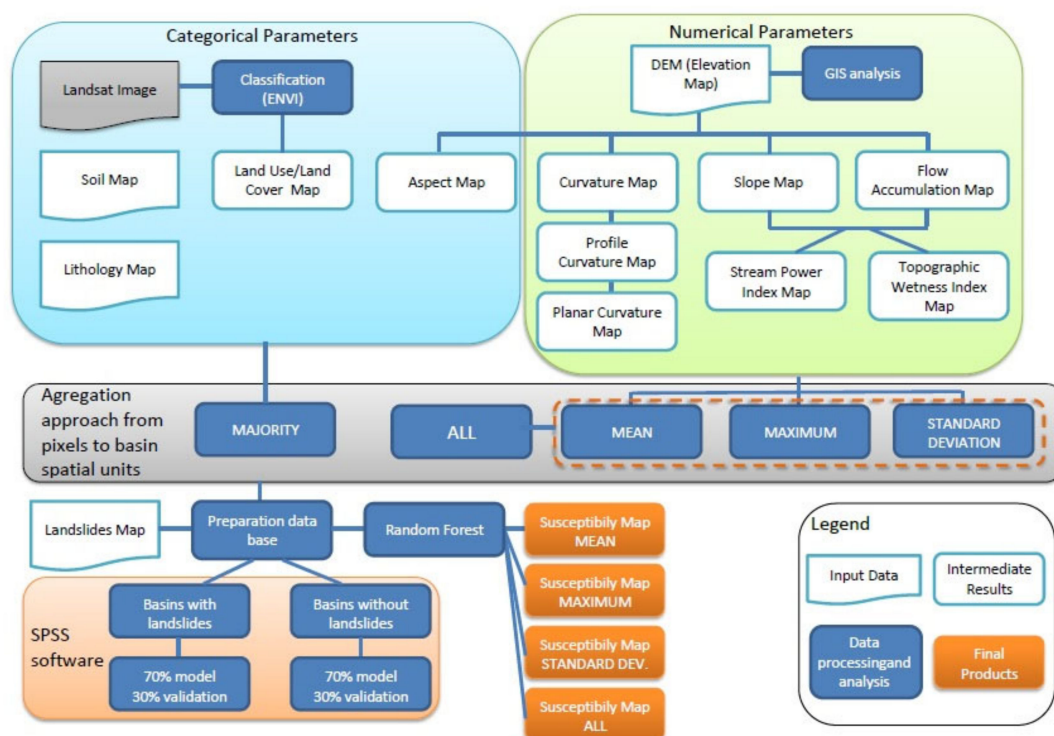 Categorical Parameters
Landsat Image
Classification
(ENVI)
Soil Map
Land Use/Land
Cover Map
Lithology Map
Aspect Map
Numerical Parameters
DEM (Elevation
Map)
GIS analysis
Curvature Map
Slope Map
Flow
Accumulation Map
Profile
Curvature Map
Planar Curvature
Map
Stream Power
Index Map
Topographic
Wetness Index
Map
Agregation
approach from
pixels to basin
spatial units
MAJORITY
ALL
MEAN
MAXIMUM
STANDARD
DEVIATION
Landslides Map
Preparation data
base
Random Forest
Susceptibily Map
MEAN
Susceptibily Map
MAXIMUM
Susceptibily Map
STANDARD DEV.
Susceptibily Map
ALL
SPSS
software
Basins with
landslides
Basins without
landslides
70% model
30% validation
70% model
30% validation
Legend
Input Data
Intermediate
Results
Data
processingand
analysis
Final
Products